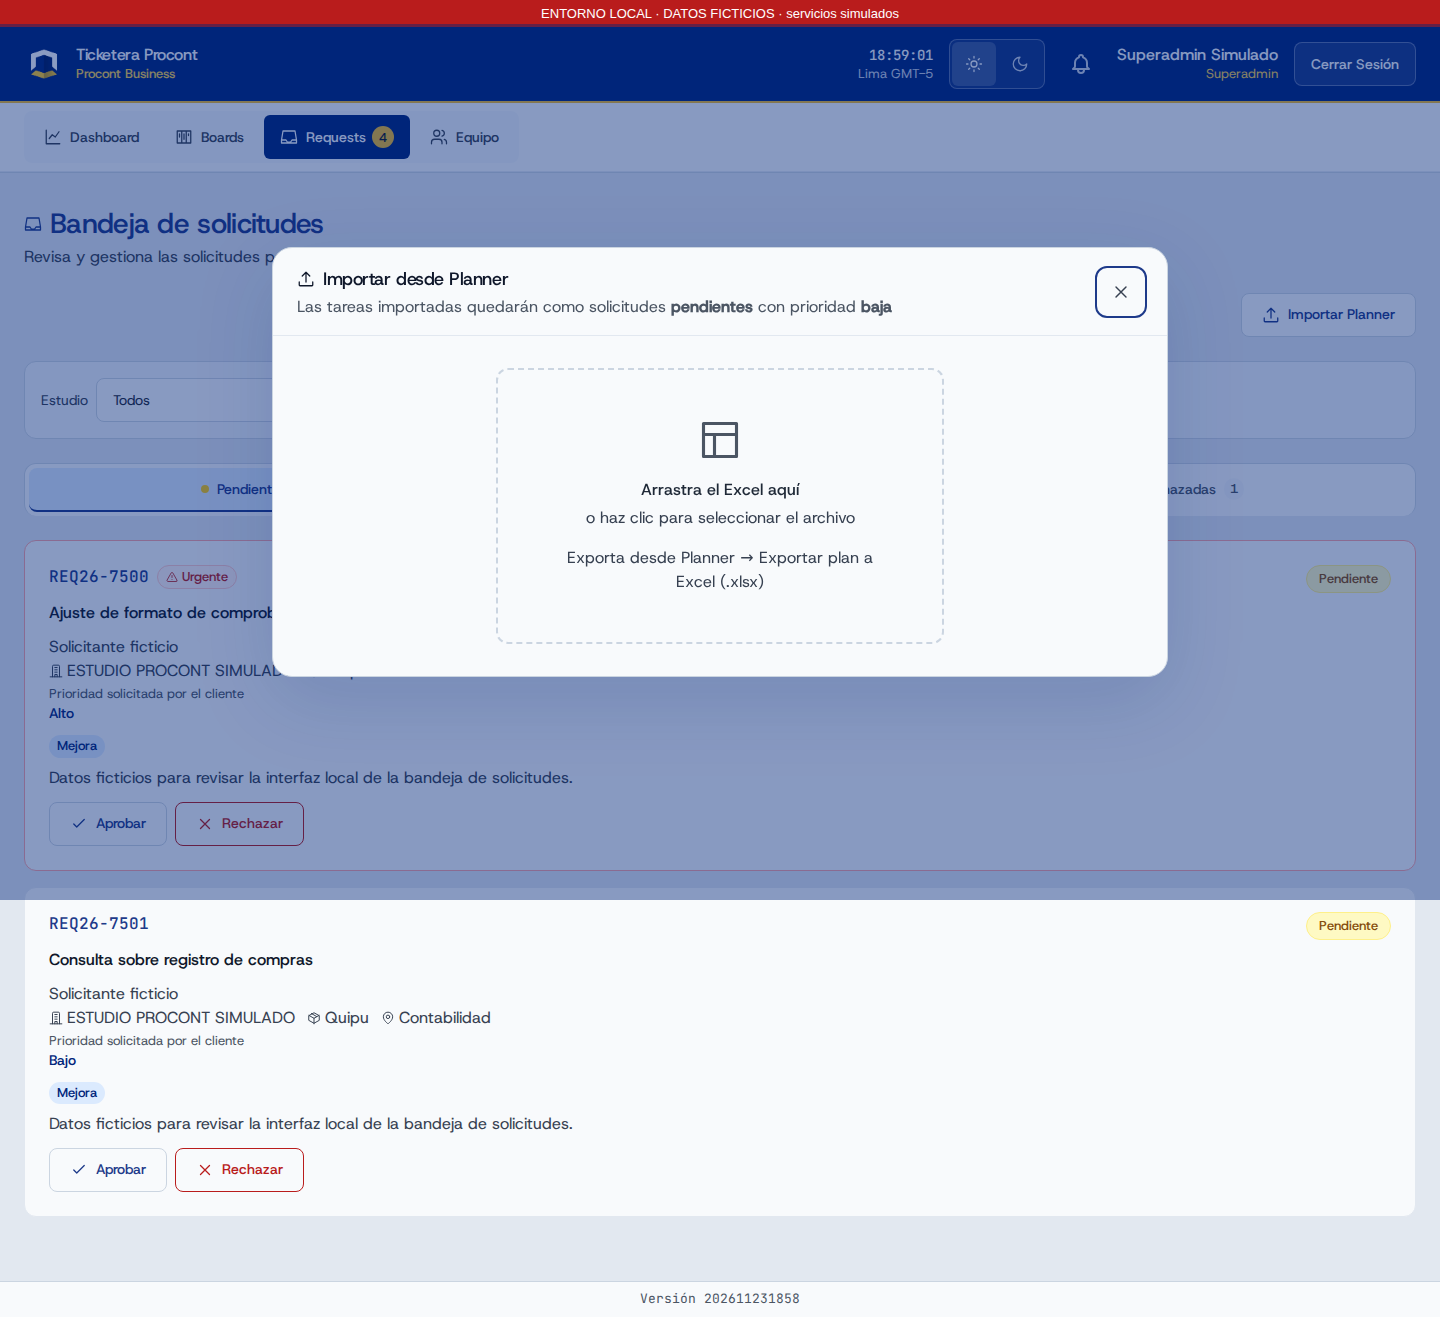 ENTORNO LOCAL · DATOS FICTICIOS · servicios simulados
Ticketera Procont
Procont Business
18:59:01
Lima GMT-5
Superadmin Simulado
Superadmin
Cerrar Sesión
Dashboard
Boards
Requests 4
Equipo
Bandeja de solicitudes
Revisa y gestiona las solicitudes
Importar desde Planner
Las tareas importadas quedarán como solicitudes pendientes con prioridad baja
Importar Planner
Estudio
Todos
Arrastra el Excel aquí
o haz clic para seleccionar el archivo
Exporta desde Planner → Exportar plan a
Excel (.xlsx)
1
REQ26-7500
Urgente
Pendiente
Ajuste de formato de
Solicitante ficticio
ESTUDIO PROCONT
Prioridad solicitada por el cliente
Alto
Mejora
Datos ficticios para revisar la interfaz local de la bandeja de solicitudes.
Aprobar
Rechazar
REQ26-7501
Pendiente
Consulta sobre registro de compras
Solicitante ficticio
ESTUDIO PROCONT SIMULADO Quipu Contabilidad
Prioridad solicitada por el cliente
Bajo
Mejora
Datos ficticios para revisar la interfaz local de la bandeja de solicitudes.
Aprobar
Rechazar
Versión 202611231858